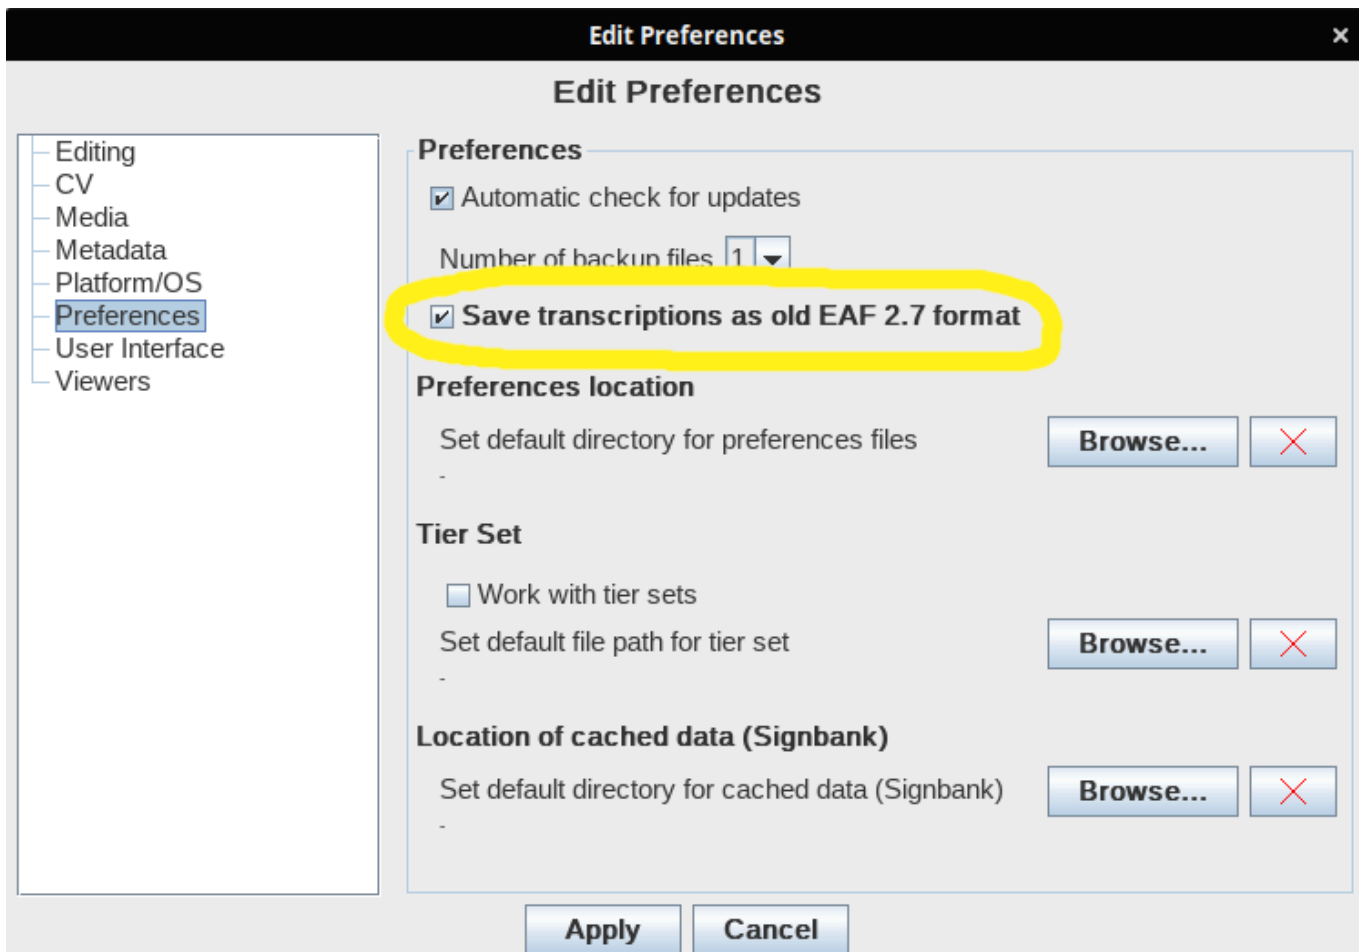 Edit Preferences
Edit Preferences
Editing
CV
Media
Metadata
Platform/OS
Preferences
User Interface
Viewers
Preferences
Automatic check for updates
Number of backup files 1
Save transcriptions as old EAF 2.7 format
Preferences location
Set default directory for preferences files
Browse...
-
Tier Set
Work with tier sets
Set default file path for tier set
Browse...
-
Location of cached data (Signbank)
Set default directory for cached data (Signbank)
Browse...
-
Apply
Cancel